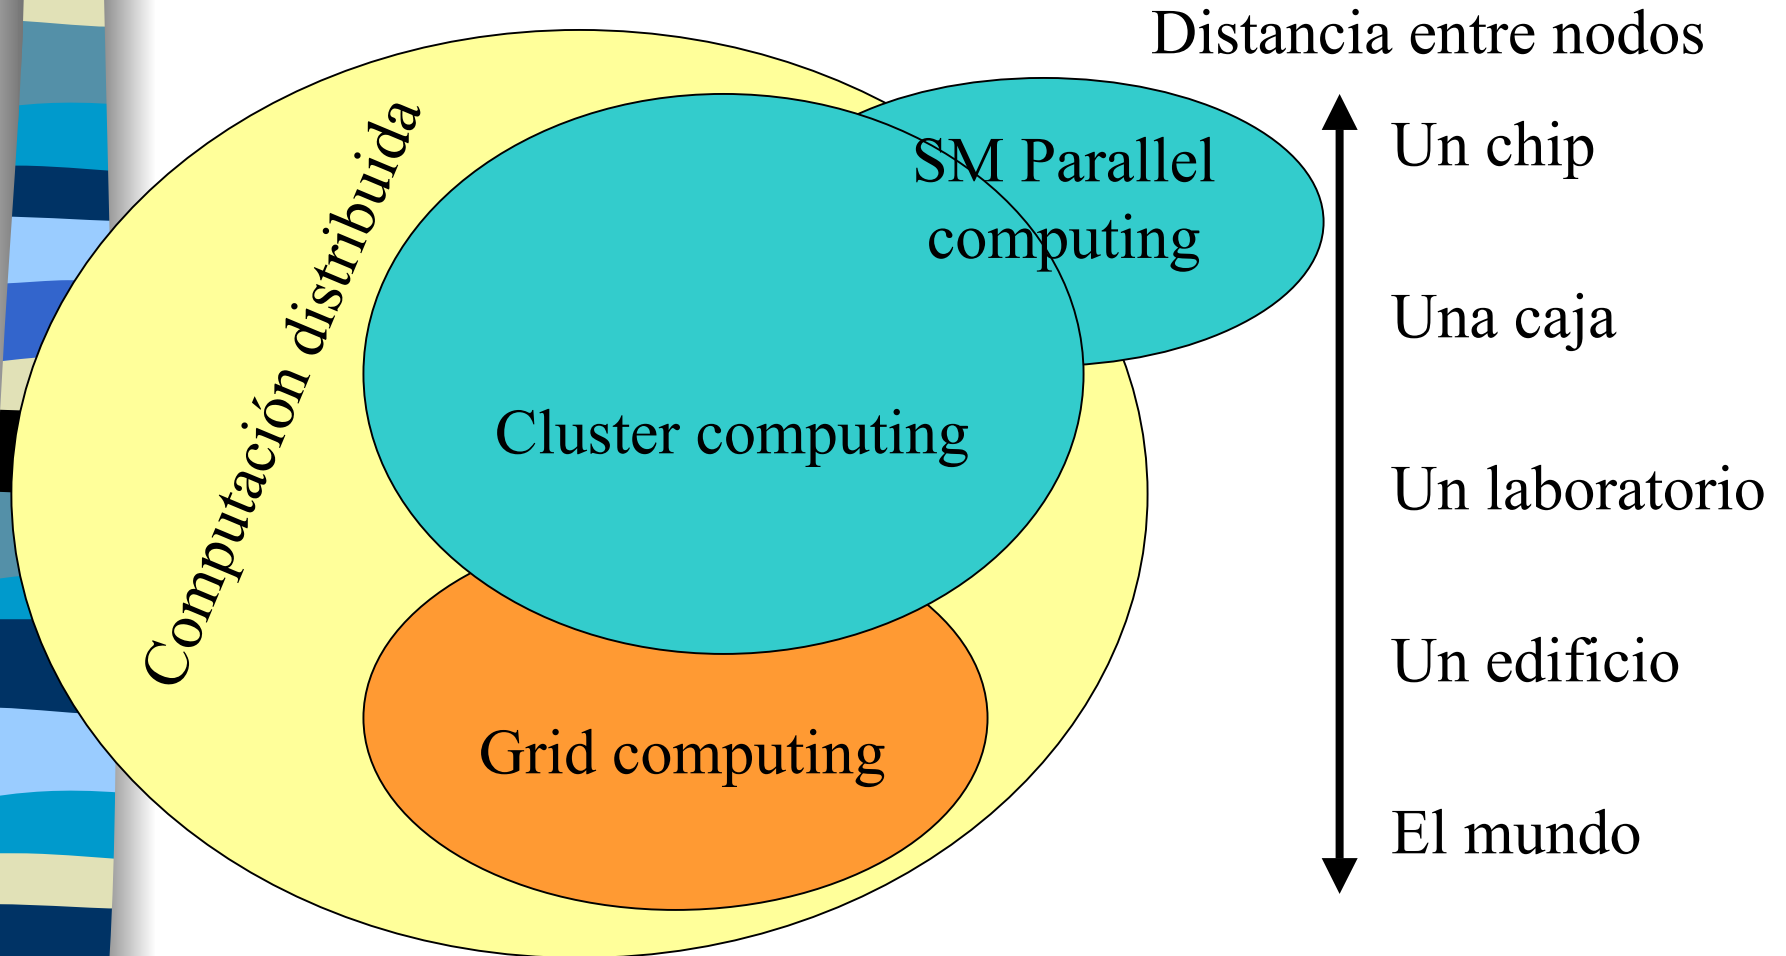 Distancia entre nodos
Computación distribuida
SM Parallel
computing
Cluster computing
Grid computing
Un chip
Una caja
Un laboratorio
Un edificio
El mundo